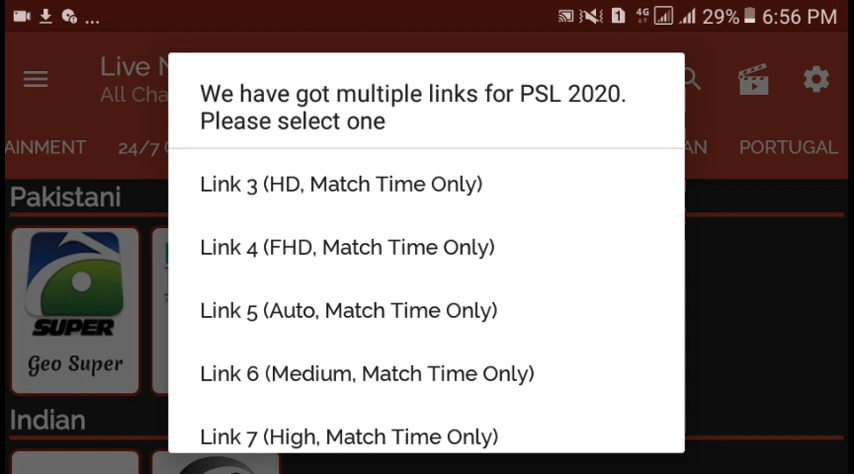 ... 1 4G 29% 6:56 PM
Live
All Cha
AINMENT 24/7 AN PORTUGAL
We have got multiple links for PSL 2020.
Please select one
Link 3 (HD, Match Time Only)
Link 4 (FHD, Match Time Only)
Link 5 (Auto, Match Time Only)
Link 6 (Medium, Match Time Only)
Link 7 (High, Match Time Only)
Pakistani
SUPER
Geo Super
Indian